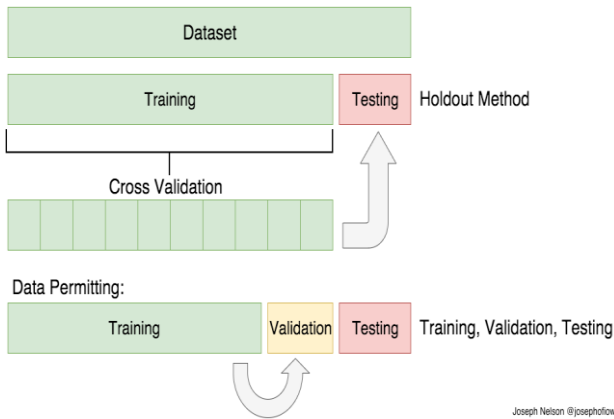 Dataset
Training
Testing
Holdout Method
Cross Validation
Data Permitting:
Training
Validation
Testing
Training, Validation, Testing
Joseph Nelson @josephofiow